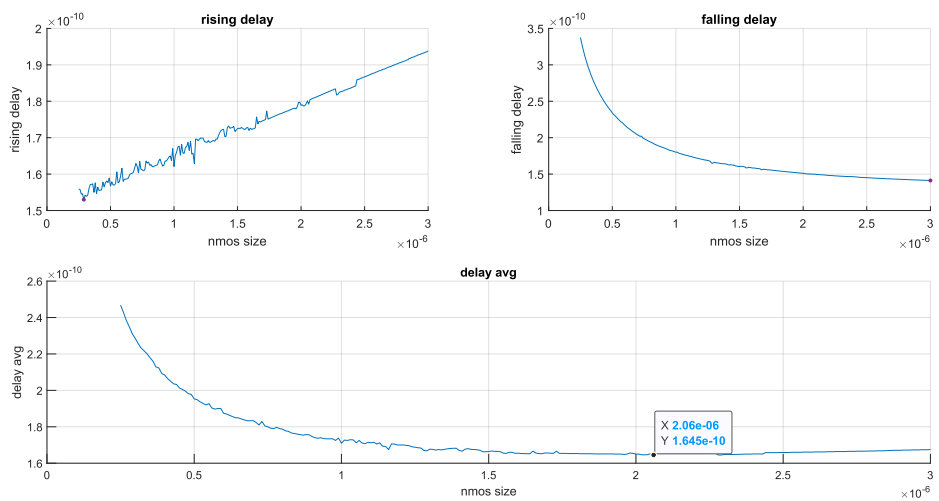 rising delay
×10⁻¹⁰
2
1.9
1.8
1.7
1.6
1.5
rising delay
0 0.5 1 1.5 2 2.5 3
nmos size
×10⁻⁶
falling delay
×10⁻¹⁰
3.5
3
2.5
2
1.5
1
falling delay
0 0.5 1 1.5 2 2.5 3
nmos size
×10⁻⁶
delay avg
×10⁻¹⁰
2.6
2.4
2.2
2
1.8
1.6
delay avg
X 2.06e-06
Y 1.645e-10
0 0.5 1 1.5 2 2.5 3
nmos size
×10⁻⁶